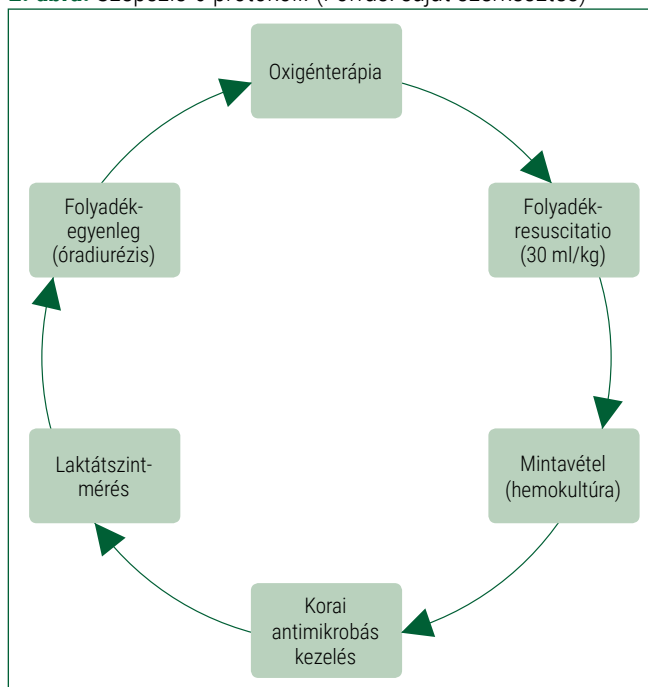 Oxigénterápia
Folyadék-
resuscitatio
(30 ml/kg)
Mintavétel
(hemokultúra)
Korai
antimikrobás
kezelés
Laktátszint-
mérés
Folyadék-
egyenleg
(óradiurézis)